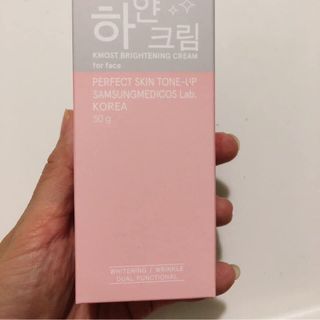 하얀
크림
KMOST BRIGHTENING CREAM
for face
PERFECT SKIN TONE-UP
SAMSUNGMEDICOS Lab.
KOREA
50 g
WHITENING / WRINKLE
DUAL FUNCTIONAL